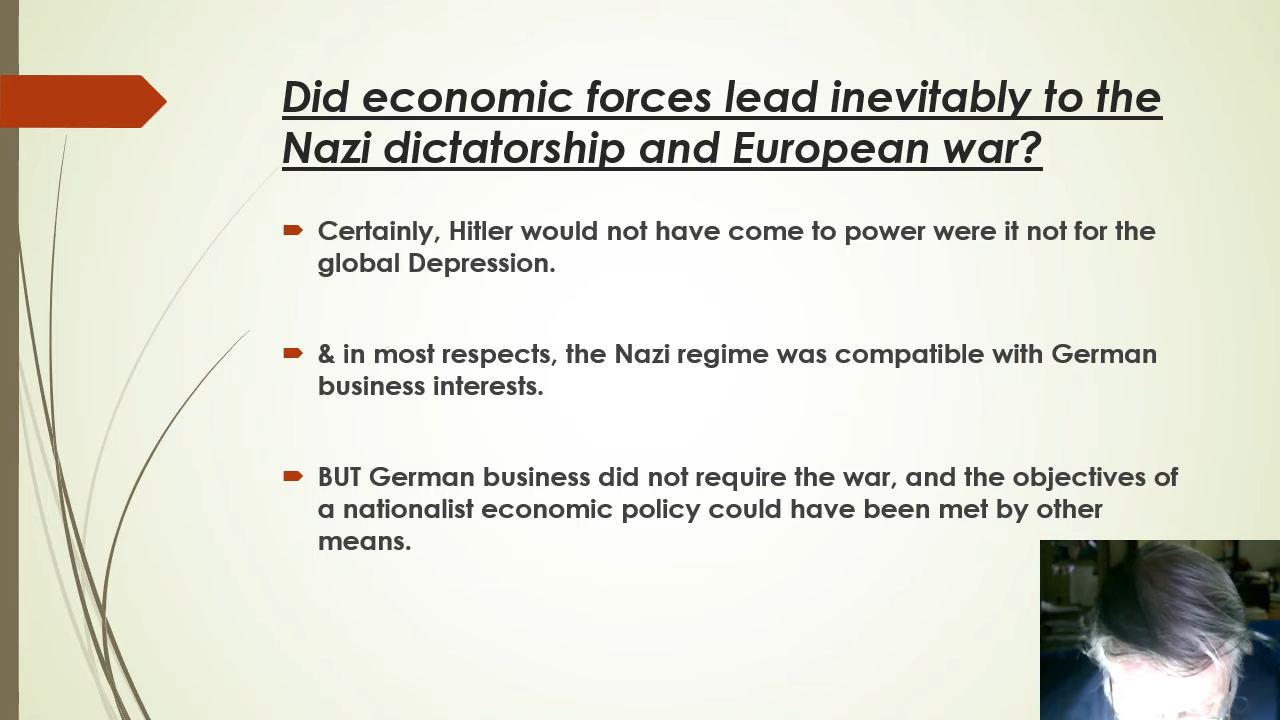 Did economic forces lead inevitably to the
Nazi dictatorship and European war?
Certainly, Hitler would not have come to power were it not for the
global Depression.
& in most respects, the Nazi regime was compatible with German
business interests.
BUT German business did not require the war, and the objectives of
a nationalist economic policy could have been met by other
means.